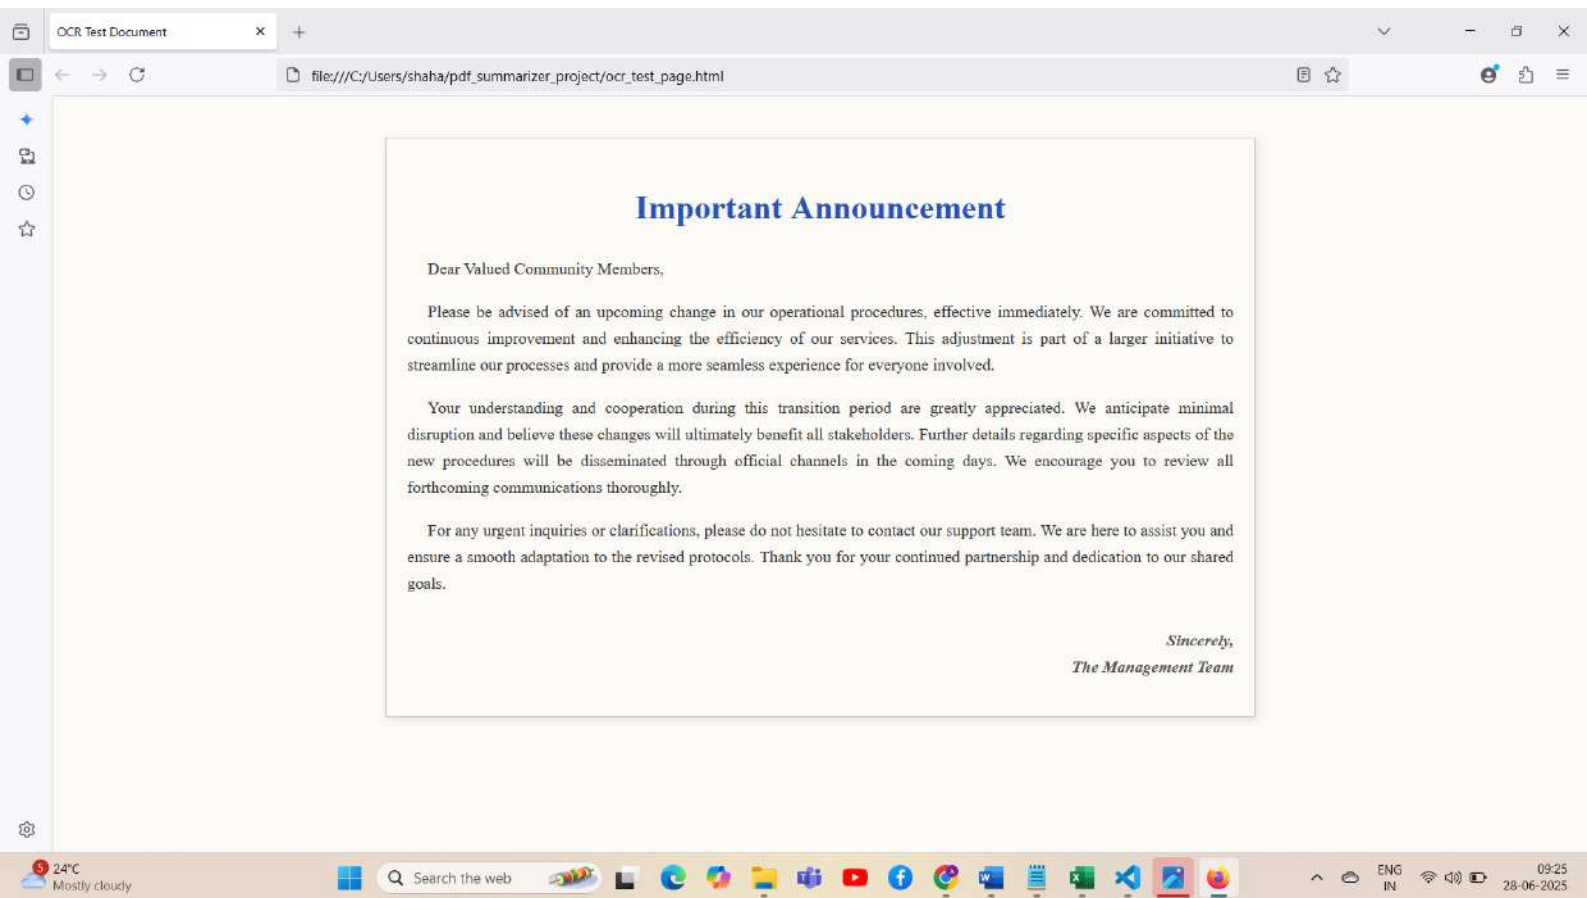 OCR Test Document
file:///C:/Users/shaha/pdf_summarizer_project/ocr_test_page.html
Important Announcement
Dear Valued Community Members,
Please be advised of an upcoming change in our operational procedures, effective immediately. We are committed to
continuous improvement and enhancing the efficiency of our services. This adjustment is part of a larger initiative to
streamline our processes and provide a more seamless experience for everyone involved.
Your understanding and cooperation during this transition period are greatly appreciated. We anticipate minimal
disruption and believe these changes will ultimately benefit all stakeholders. Further details regarding specific aspects of the
new procedures will be disseminated through official channels in the coming days. We encourage you to review all
forthcoming communications thoroughly.
For any urgent inquiries or clarifications, please do not hesitate to contact our support team. We are here to assist you and
ensure a smooth adaptation to the revised protocols. Thank you for your continued partnership and dedication to our shared
goals.
Sincerely,
The Management Team
5
24°C
Mostly cloudy
Search the web
ENG
IN
09:25
28-06-2025